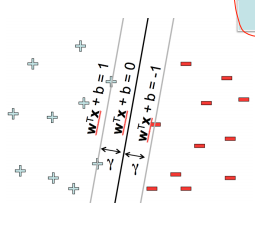 wᵀx + b = 1
wᵀx + b = 0
wᵀx + b = -1
γ
γ